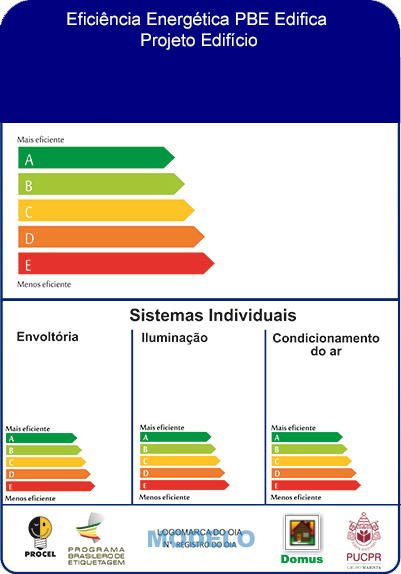 Eficiência Energética PBE Edifica
Projeto Edifício
Mais eficiente
A
B
C
D
E
Menos eficiente
Sistemas Individuais
Envoltória
Iluminação
Condicionamento
do ar
Mais eficiente
A
B
C
D
E
Menos eficiente
Mais eficiente
A
B
C
D
E
Menos eficiente
Mais eficiente
A
B
C
D
E
Menos eficiente
PROCEL
PROGRAMA
BRASILEIRO DE
ETIQUETAGEM
LOGOMARCA DO OIA
MODELO
N°. REGISTRO DO OIA
Domus
PUCPR
GRUPO MARISTA